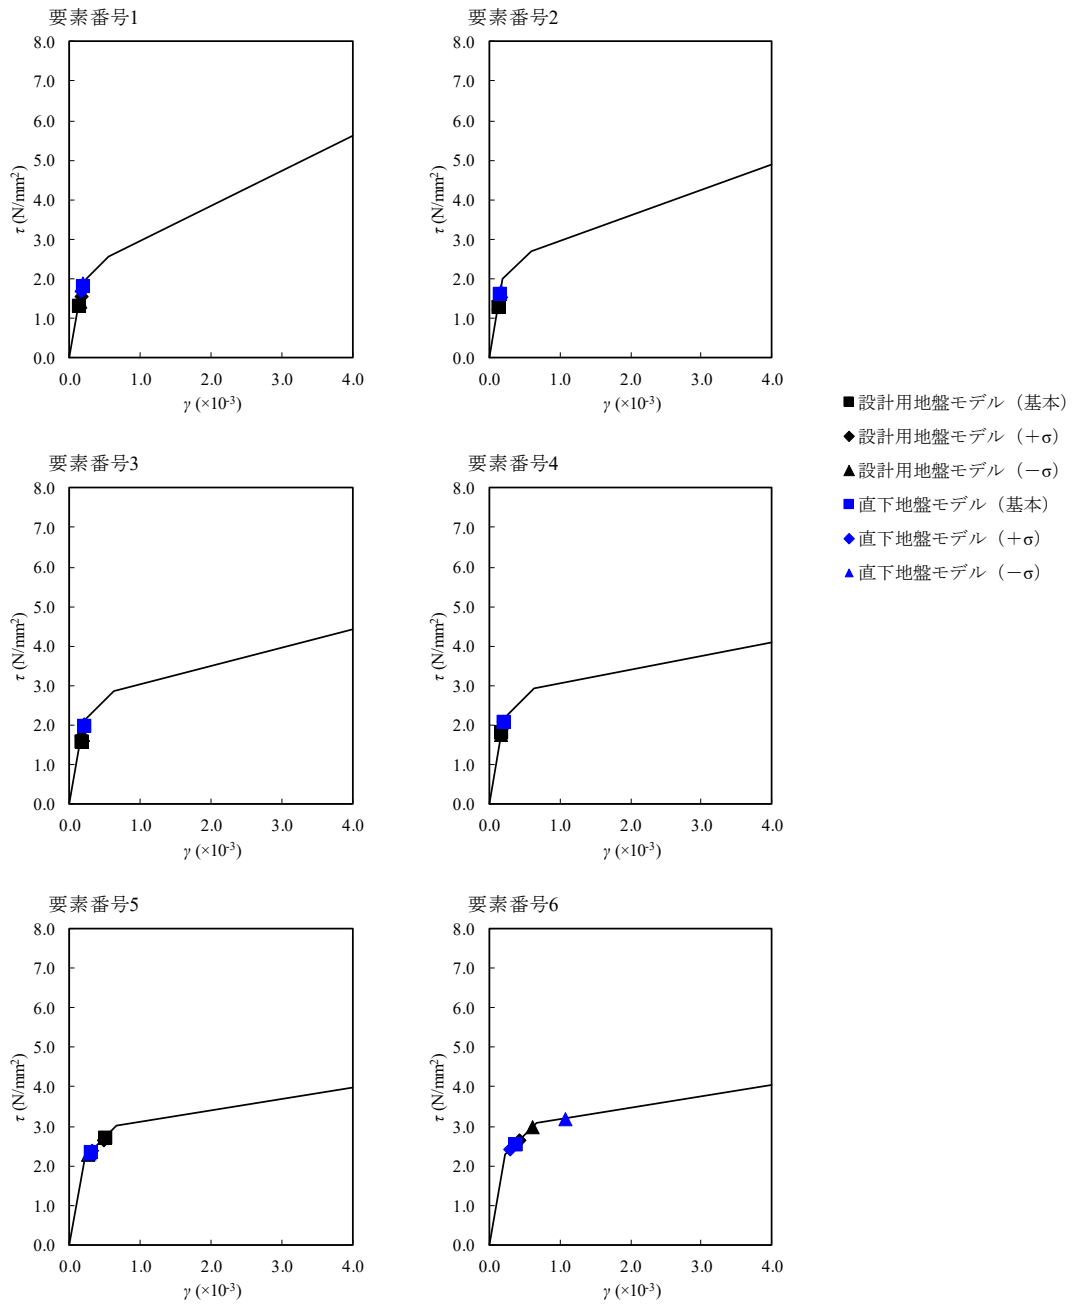 要素番号1
8.0
7.0
6.0
5.0
4.0
3.0
2.0
1.0
0.0
τ (N/mm²)
0.0 1.0 2.0 3.0 4.0
γ (×10⁻³)
要素番号2
8.0
7.0
6.0
5.0
4.0
3.0
2.0
1.0
0.0
τ (N/mm²)
0.0 1.0 2.0 3.0 4.0
γ (×10⁻³)
設計用地盤モデル（基本）
設計用地盤モデル（＋σ）
設計用地盤モデル（－σ）
直下地盤モデル（基本）
直下地盤モデル（＋σ）
直下地盤モデル（－σ）
要素番号3
8.0
7.0
6.0
5.0
4.0
3.0
2.0
1.0
0.0
τ (N/mm²)
0.0 1.0 2.0 3.0 4.0
γ (×10⁻³)
要素番号4
8.0
7.0
6.0
5.0
4.0
3.0
2.0
1.0
0.0
τ (N/mm²)
0.0 1.0 2.0 3.0 4.0
γ (×10⁻³)
要素番号5
8.0
7.0
6.0
5.0
4.0
3.0
2.0
1.0
0.0
τ (N/mm²)
0.0 1.0 2.0 3.0 4.0
γ (×10⁻³)
要素番号6
8.0
7.0
6.0
5.0
4.0
3.0
2.0
1.0
0.0
τ (N/mm²)
0.0 1.0 2.0 3.0 4.0
γ (×10⁻³)